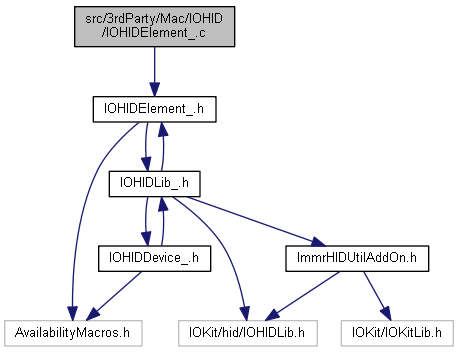 src/3rdParty/Mac/IOHID
/IOHIDElement_.c
IOHIDElement_.h
IOHIDLib_.h
IOHIDDevice_.h
ImmrHIDUtilAddOn.h
AvailabilityMacros.h
IOKit/hid/IOHIDLib.h
IOKit/IOKitLib.h